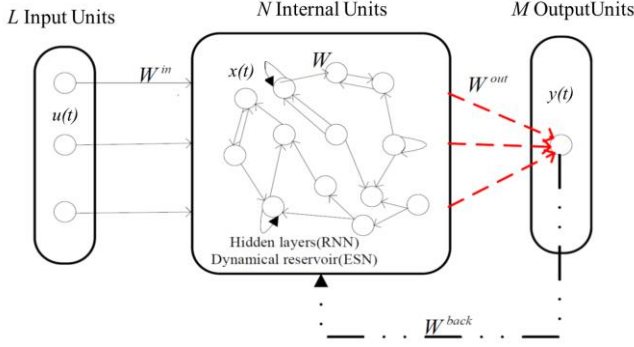 L Input Units
N Internal Units
M OutputUnits
W^in
x(t)
W
W^out
u(t)
y(t)
Hidden layers(RNN)
Dynamical reservoir(ESN)
W^back